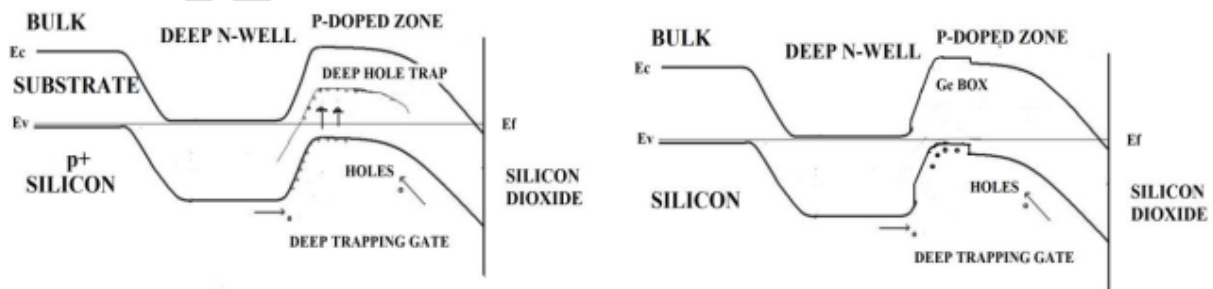 BULK
DEEP N-WELL
P-DOPED ZONE
Ec
DEEP HOLE TRAP
SUBSTRATE
Ev
Ef
p+
SILICON
HOLES
SILICON
DIOXIDE
DEEP TRAPPING GATE
BULK
DEEP N-WELL
P-DOPED ZONE
Ec
Ge BOX
Ev
Ef
SILICON
HOLES
SILICON
DIOXIDE
DEEP TRAPPING GATE